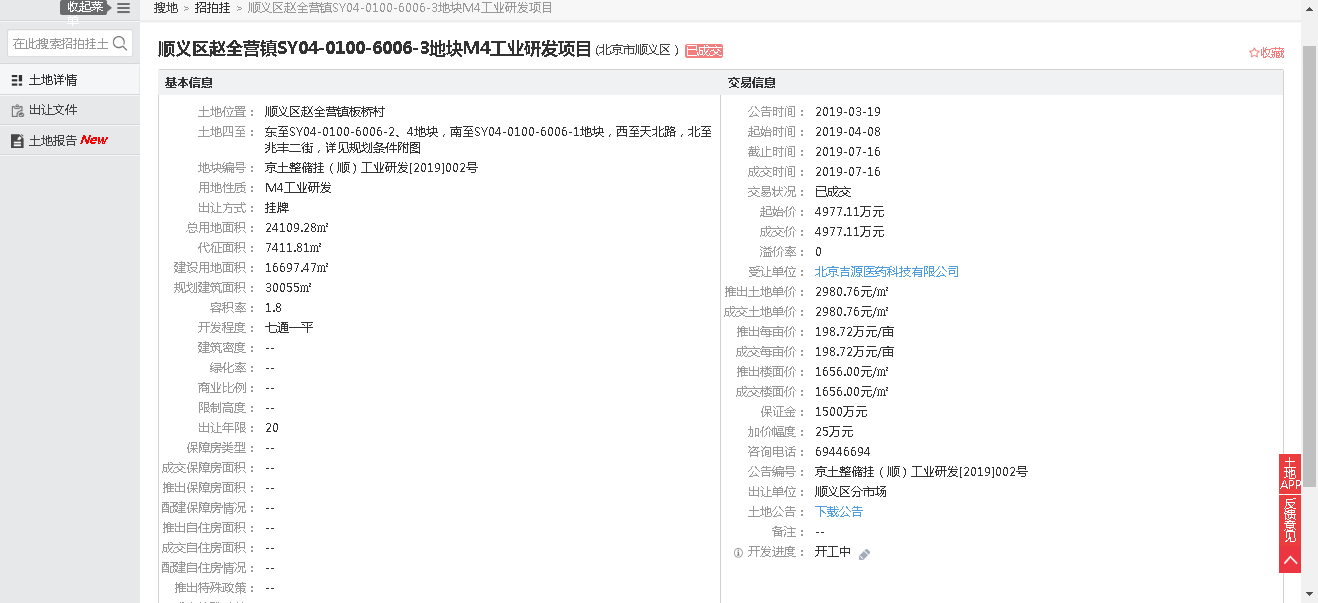 收起菜单
搜地 > 招拍挂 > 顺义区赵全营镇SY04-0100-6006-3地块M4工业研发项目
在此搜索招拍挂土
土地详情
出让文件
土地报告 New
顺义区赵全营镇SY04-0100-6006-3地块M4工业研发项目 (北京市顺义区 ) 已成交
☆收藏
基本信息
土地位置： 顺义区赵全营镇板桥村
土地四至： 东至SY04-0100-6006-2、4地块，南至SY04-0100-6006-1地块，西至天北路，北至
兆丰二街，详见规划条件附图
地块编号： 京土整储挂（顺）工业研发[2019]002号
用地性质： M4工业研发
出让方式： 挂牌
总用地面积： 24109.28㎡
代征面积： 7411.81㎡
建设用地面积： 16697.47㎡
规划建筑面积： 30055㎡
容积率： 1.8
开发程度： 七通一平
建筑密度： --
绿化率： --
商业比例： --
限制高度： --
出让年限： 20
保障房类型： --
成交保障房面积： --
推出保障房面积： --
配建保障房情况： --
推出自住房面积： --
成交自住房面积： --
配建自住房情况： --
推出特殊政策： --
交易信息
公告时间： 2019-03-19
起始时间： 2019-04-08
截止时间： 2019-07-16
成交时间： 2019-07-16
交易状况： 已成交
起始价： 4977.11万元
成交价： 4977.11万元
溢价率： 0
受让单位： 北京言源医药科技有限公司
推出土地单价： 2980.76元/㎡
成交土地单价： 2980.76元/㎡
推出每亩价： 198.72万元/亩
成交每亩价： 198.72万元/亩
推出楼面价： 1656.00元/㎡
成交楼面价： 1656.00元/㎡
保证金： 1500万元
加价幅度： 25万元
咨询电话： 69446694
公告编号： 京土整储挂（顺）工业研发[2019]002号
出让单位： 顺义区分市场
土地公告： 下载公告
备注： --
开发进度： 开工中
土地APP
反馈意见